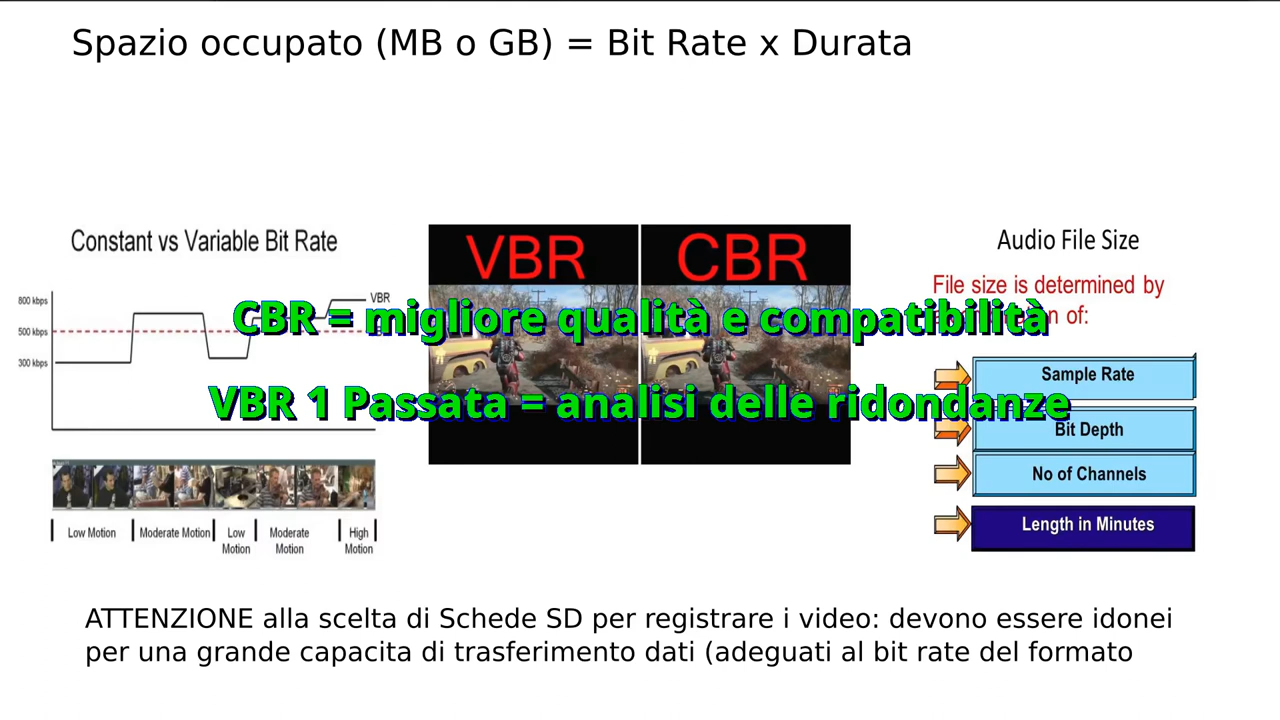 Spazio occupato (MB o GB) = Bit Rate x Durata
Constant vs Variable Bit Rate
800 kbps
500 kbps
300 kbps
VBR
Low Motion
Moderate Motion
Low Motion
Moderate Motion
High Motion
VBR
CBR
CBR = migliore qualità e compatibilità
VBR 1 Passata = analisi delle ridondanze
Audio File Size
File size is determined by
of:
Sample Rate
Bit Depth
No of Channels
Length in Minutes
ATTENZIONE alla scelta di Schede SD per registrare i video: devono essere idonei
per una grande capacita di trasferimento dati (adeguati al bit rate del formato